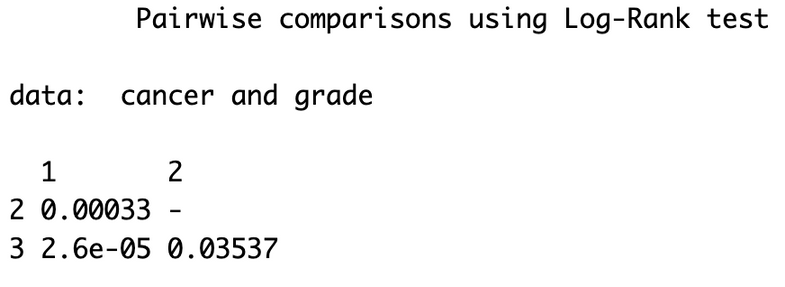 Pairwise comparisons using Log-Rank test
data:  cancer and grade
1       2
2 0.00033 -
3 2.6e-05 0.03537